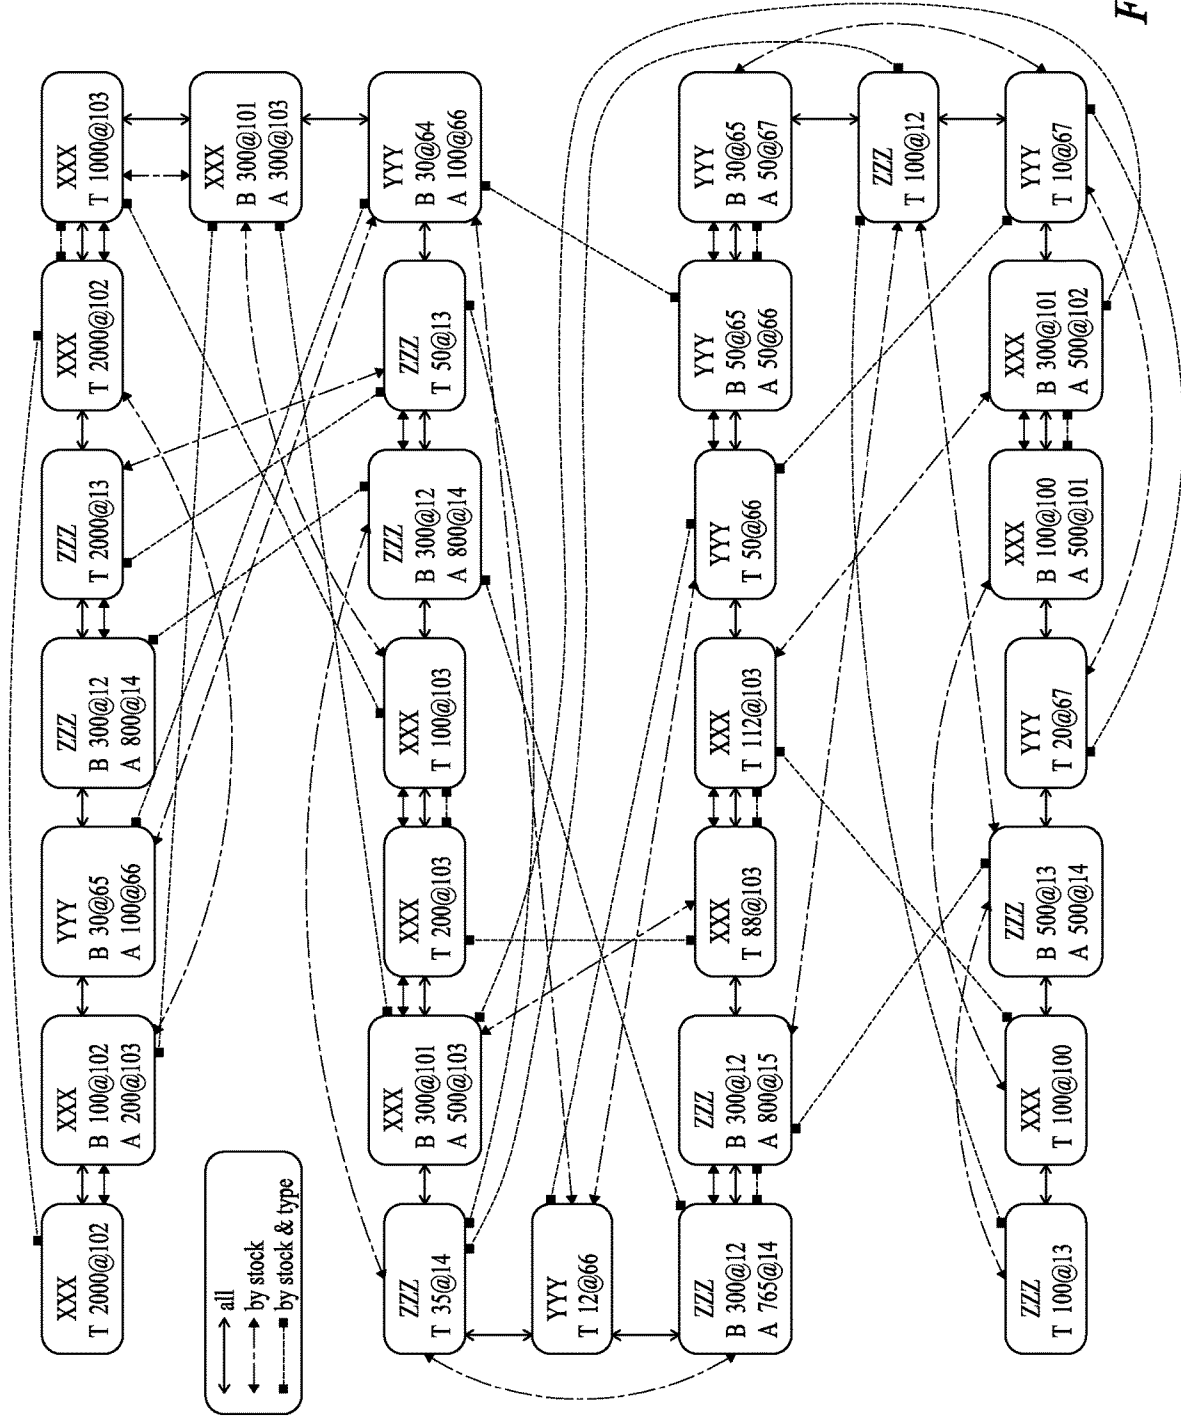 XXX
T 2000@102
XXX
B 100@102
A 200@103
YYY
B 30@65
A 100@66
ZZZ
B 300@12
A 800@14
ZZZ
T 2000@13
XXX
T 2000@102
XXX
T 1000@103
all
by stock
by stock & type
XXX
B 300@101
A 300@103
ZZZ
T 35@14
XXX
B 300@101
A 500@103
XXX
T 200@103
XXX
T 100@103
ZZZ
B 300@12
A 800@14
ZZZ
T 50@13
YYY
B 30@64
A 100@66
YYY
T 12@66
ZZZ
B 300@12
A 765@14
ZZZ
B 300@12
A 800@15
XXX
T 88@103
XXX
T 112@103
YYY
T 50@66
YYY
B 50@65
A 50@66
YYY
B 30@65
A 50@67
ZZZ
T 100@12
ZZZ
T 100@13
XXX
T 100@100
ZZZ
B 500@13
A 500@14
YYY
T 20@67
XXX
B 100@100
A 500@101
XXX
B 300@101
A 500@102
YYY
T 10@67
F